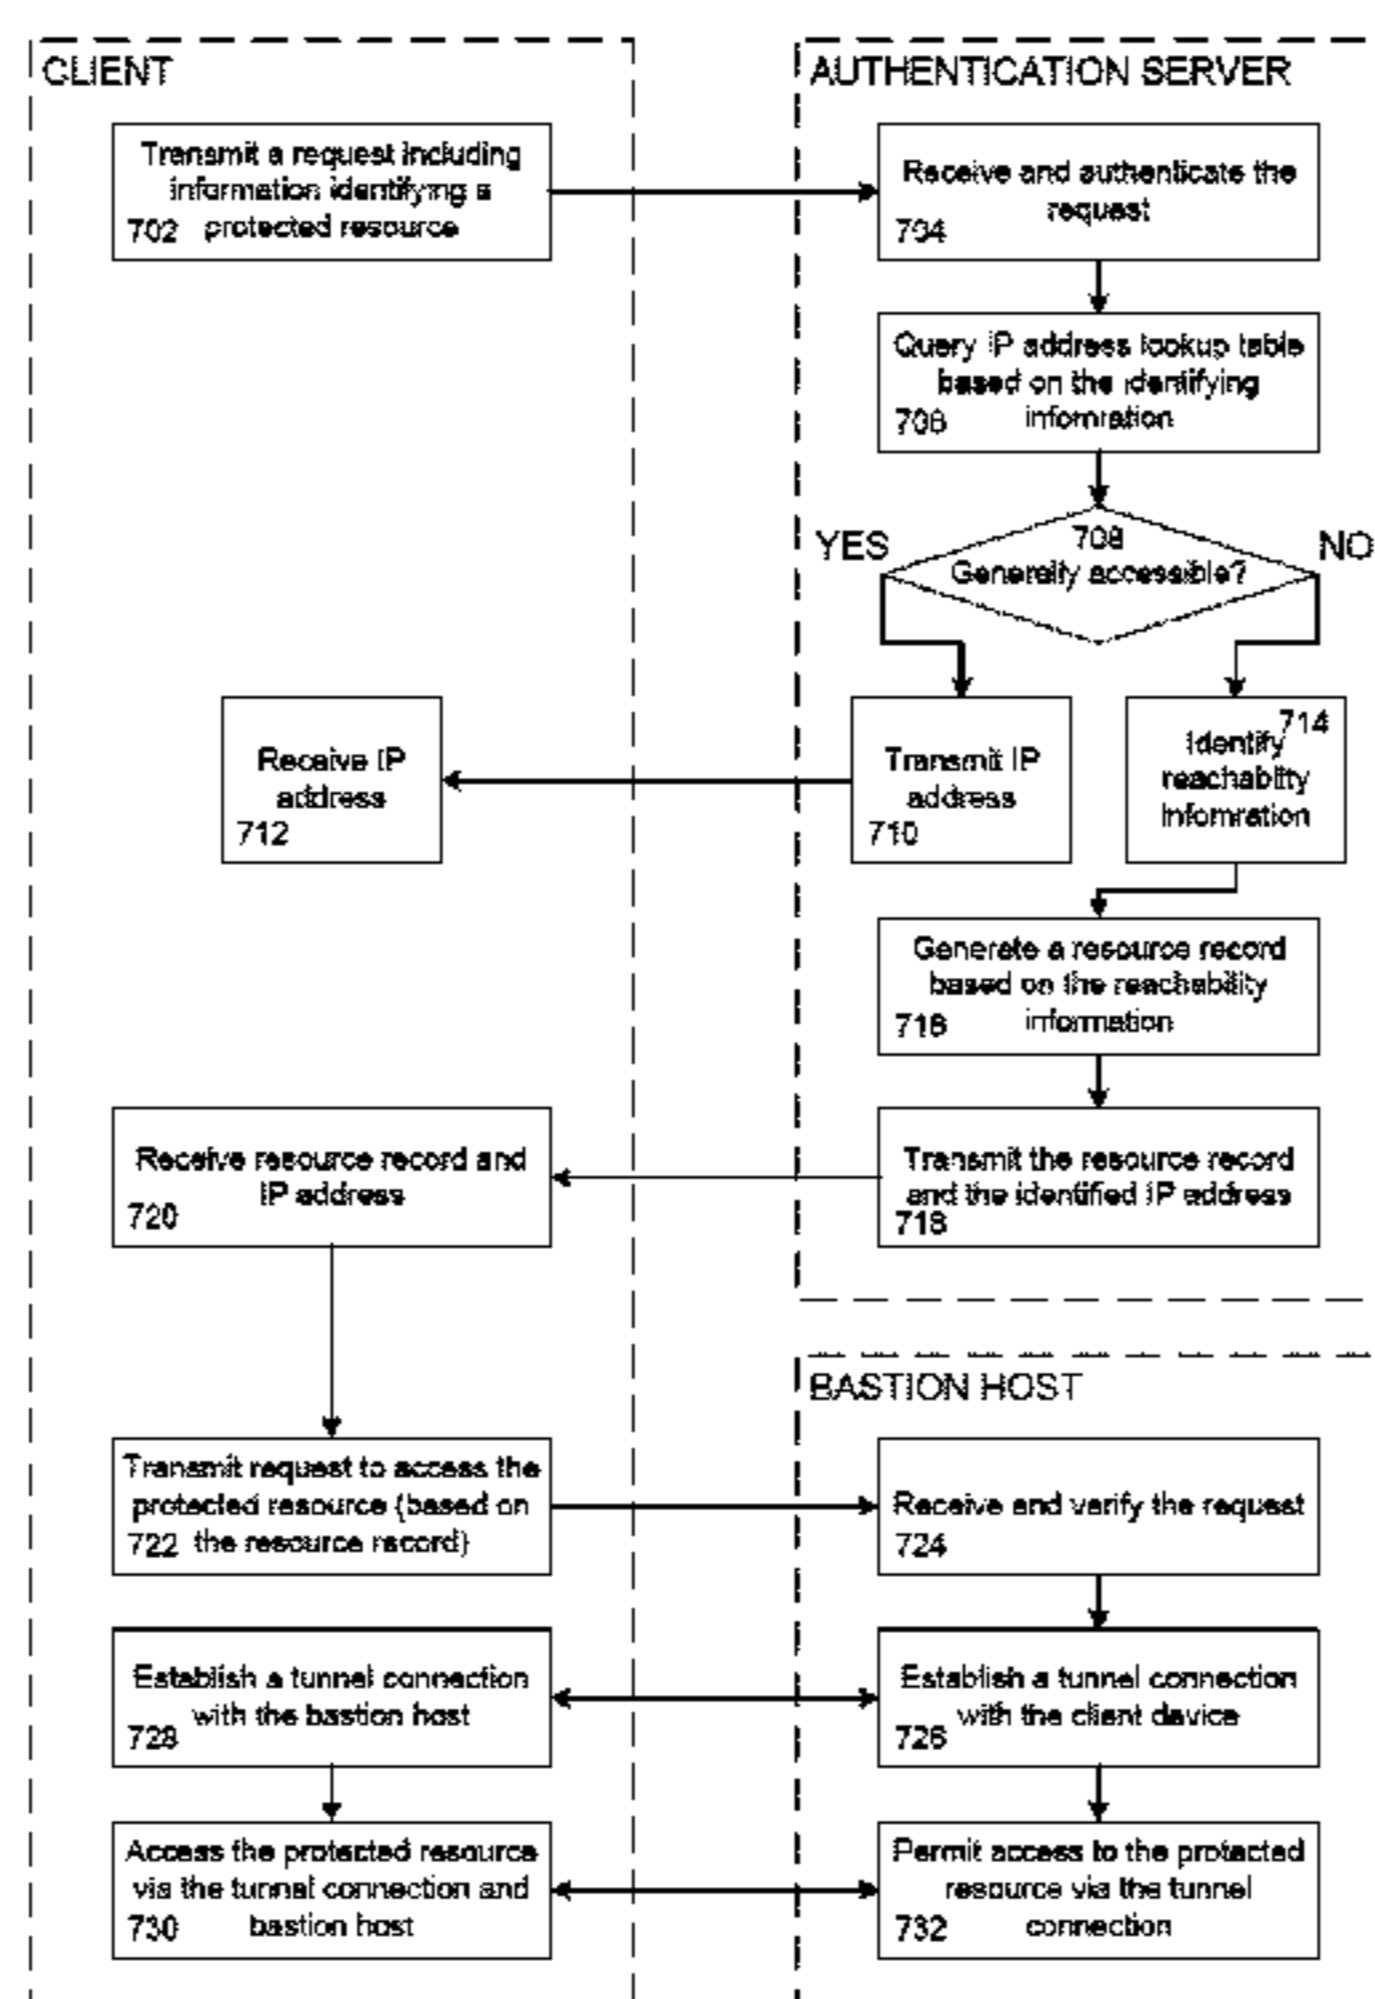 CLIENT
AUTHENTICATION SERVER
Transmit a request including
information identifying a
702 protected resource
Receive and authenticate the
request
704
Query IP address lookup table
based on the identifying
706 infomration
YES
708
NO
Generally accessible?
Receive IP
address
712
Transmit IP
address
710
714
Identify
reachabilty
infomration
Generate a resource record
based on the reachability
716 information
Receive resource record and
IP address
720
Transmit the resource record
and the identified IP address
718
BASTION HOST
Transmit request to access the
protected resource (based on
722 the resource record)
Receive and verify the request
724
Establish a tunnel connection
with the bastion host
728
Establish a tunnel connection
with the client device
726
Access the protected resource
via the tunnel connection and
730 bastion host
Permit access to the protected
resource via the tunnel
732 connection